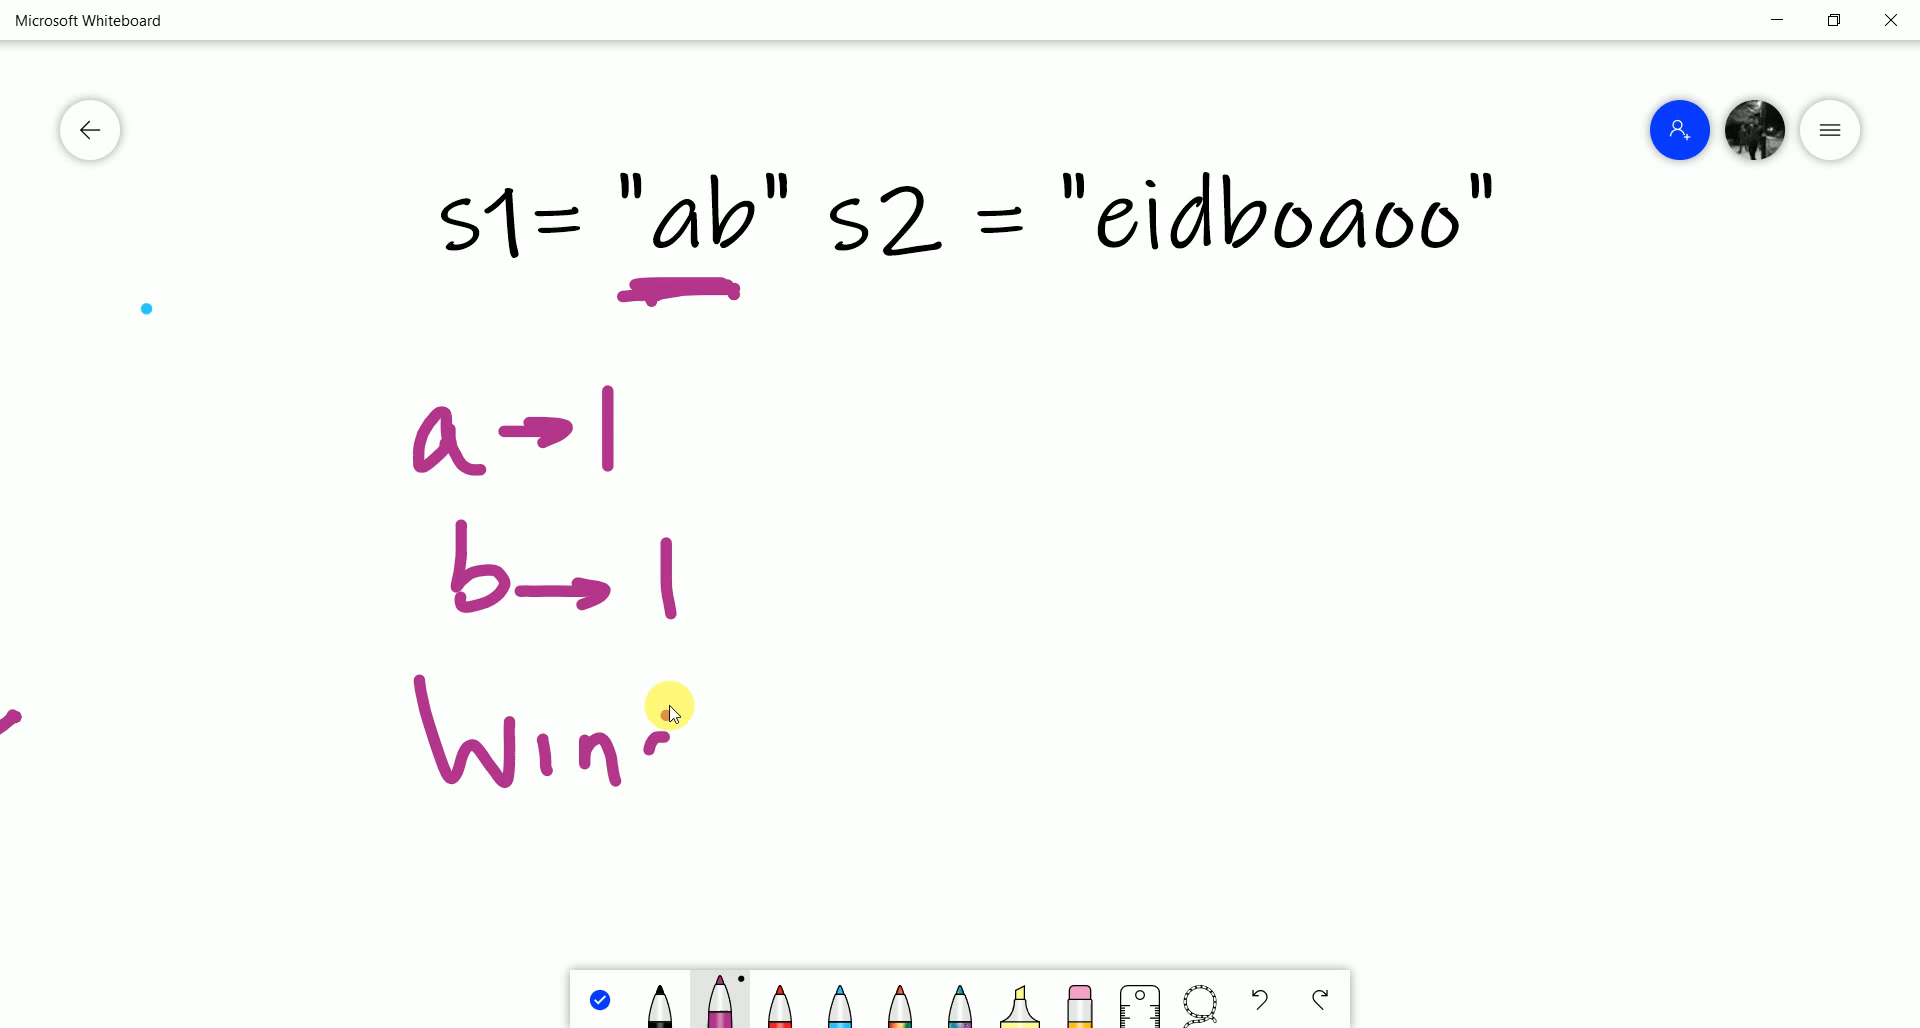 Microsoft Whiteboard
s1= "ab" s2 = "eidboaoo"
a→1
b→1
Win